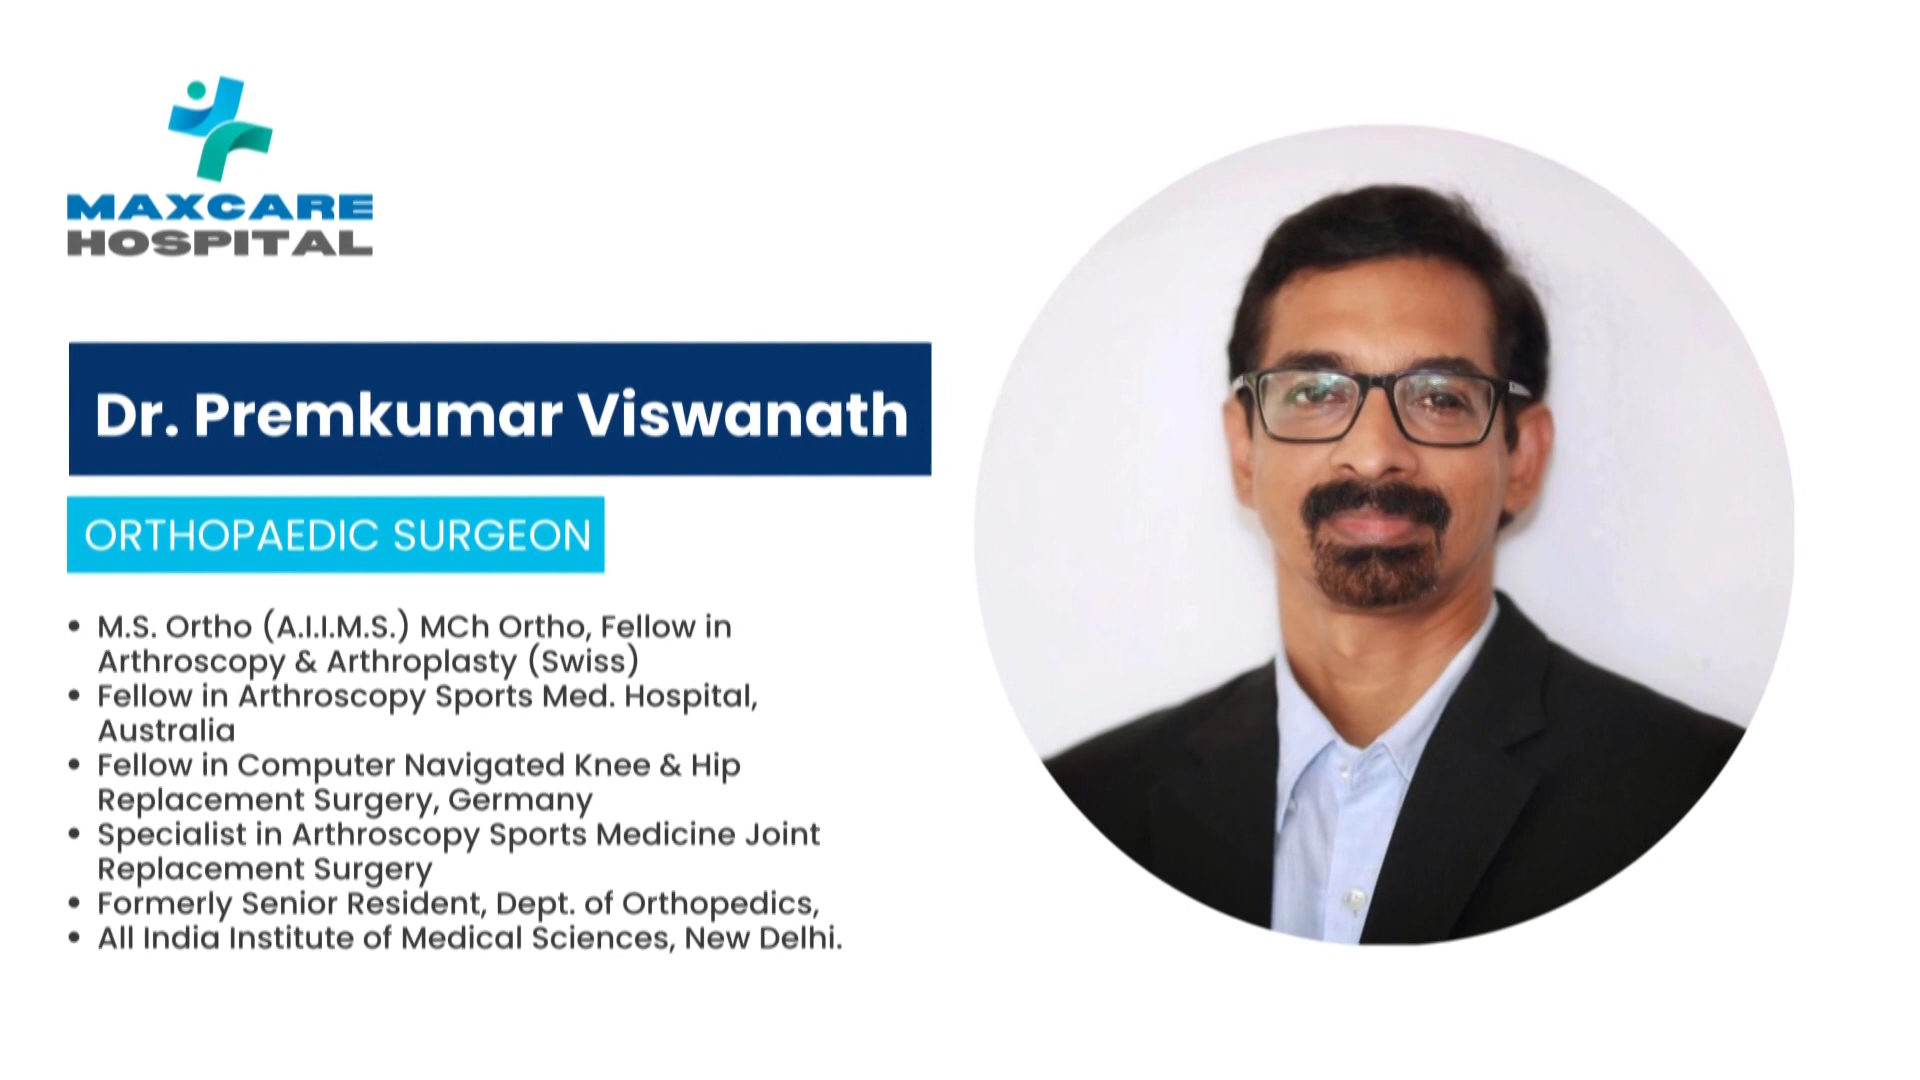 MAXCARE
HOSPITAL
Dr. Premkumar Viswanath
ORTHOPAEDIC SURGEON
• M.S. Ortho (A.I.I.M.S.) MCh Ortho, Fellow in
Arthroscopy & Arthroplasty (Swiss)
• Fellow in Arthroscopy Sports Med. Hospital,
Australia
• Fellow in Computer Navigated Knee & Hip
Replacement Surgery, Germany
• Specialist in Arthroscopy Sports Medicine Joint
Replacement Surgery
• Formerly Senior Resident, Dept. of Orthopedics,
• All India Institute of Medical Sciences, New Delhi.